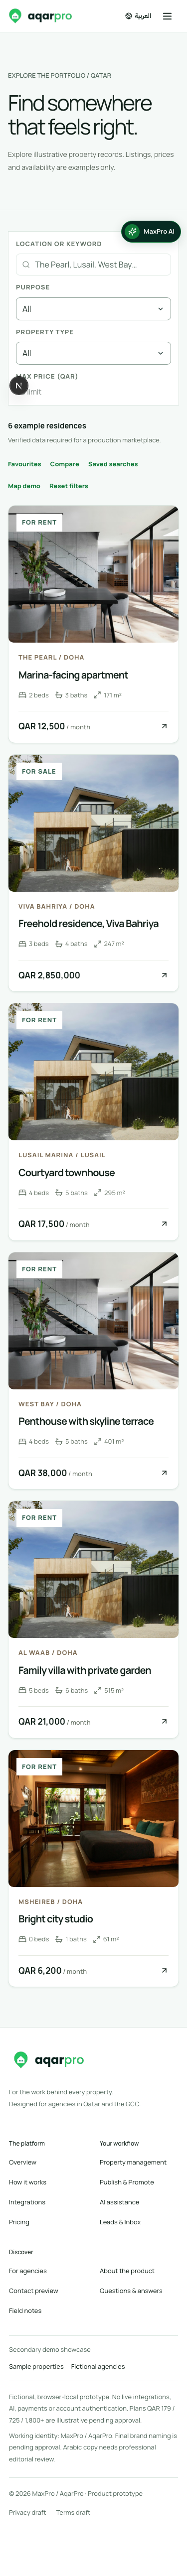 aqarpro
العربية
EXPLORE THE PORTFOLIO / QATAR
Find somewhere
that feels right.
Explore illustrative property records. Listings, prices
and availability are examples only.
MaxPro AI
LOCATION OR KEYWORD
The Pearl, Lusail, West Bay…
PURPOSE
All
PROPERTY TYPE
All
MAX PRICE (QAR)
N
limit
6 example residences
Verified data required for a production marketplace.
Favourites Compare Saved searches
Map demo Reset filters
FOR RENT
THE PEARL / DOHA
Marina-facing apartment
2 beds 3 baths 171 m²
QAR 12,500 / month
FOR SALE
VIVA BAHRIYA / DOHA
Freehold residence, Viva Bahriya
3 beds 4 baths 247 m²
QAR 2,850,000
FOR RENT
LUSAIL MARINA / LUSAIL
Courtyard townhouse
4 beds 5 baths 295 m²
QAR 17,500 / month
FOR RENT
WEST BAY / DOHA
Penthouse with skyline terrace
4 beds 5 baths 401 m²
QAR 38,000 / month
FOR RENT
AL WAAB / DOHA
Family villa with private garden
5 beds 6 baths 515 m²
QAR 21,000 / month
FOR RENT
MSHEIREB / DOHA
Bright city studio
0 beds 1 baths 61 m²
QAR 6,200 / month
aqarpro
For the work behind every property.
Designed for agencies in Qatar and the GCC.
The platform
Overview
How it works
Integrations
Pricing
Your workflow
Property management
Publish & Promote
AI assistance
Leads & Inbox
Discover
For agencies
Contact preview
Field notes
About the product
Questions & answers
Secondary demo showcase
Sample properties Fictional agencies
Fictional, browser-local prototype. No live integrations,
AI, payments or account authentication. Plans QAR 179 /
725 / 1,800+ are illustrative pending approval.
Working identity: MaxPro / AqarPro. Final brand naming is
pending approval. Arabic copy needs professional
editorial review.
© 2026 MaxPro / AqarPro · Product prototype
Privacy draft Terms draft